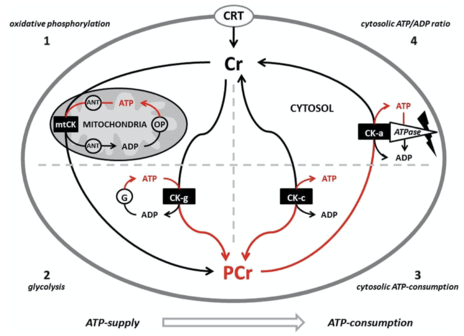 oxidative phosphorylation
1
CRT
cytosolic ATP/ADP ratio
4
Cr
CYTOSOL
ANT
ATP
mtCK
MITOCHONDRIA
OP
ANT
ADP
ATP
CK-a
ATPase
ADP
ATP
G
CK-g
ADP
ATP
CK-c
ADP
PCr
2
glycolysis
3
cytosolic ATP-consumption
ATP-supply
ATP-consumption